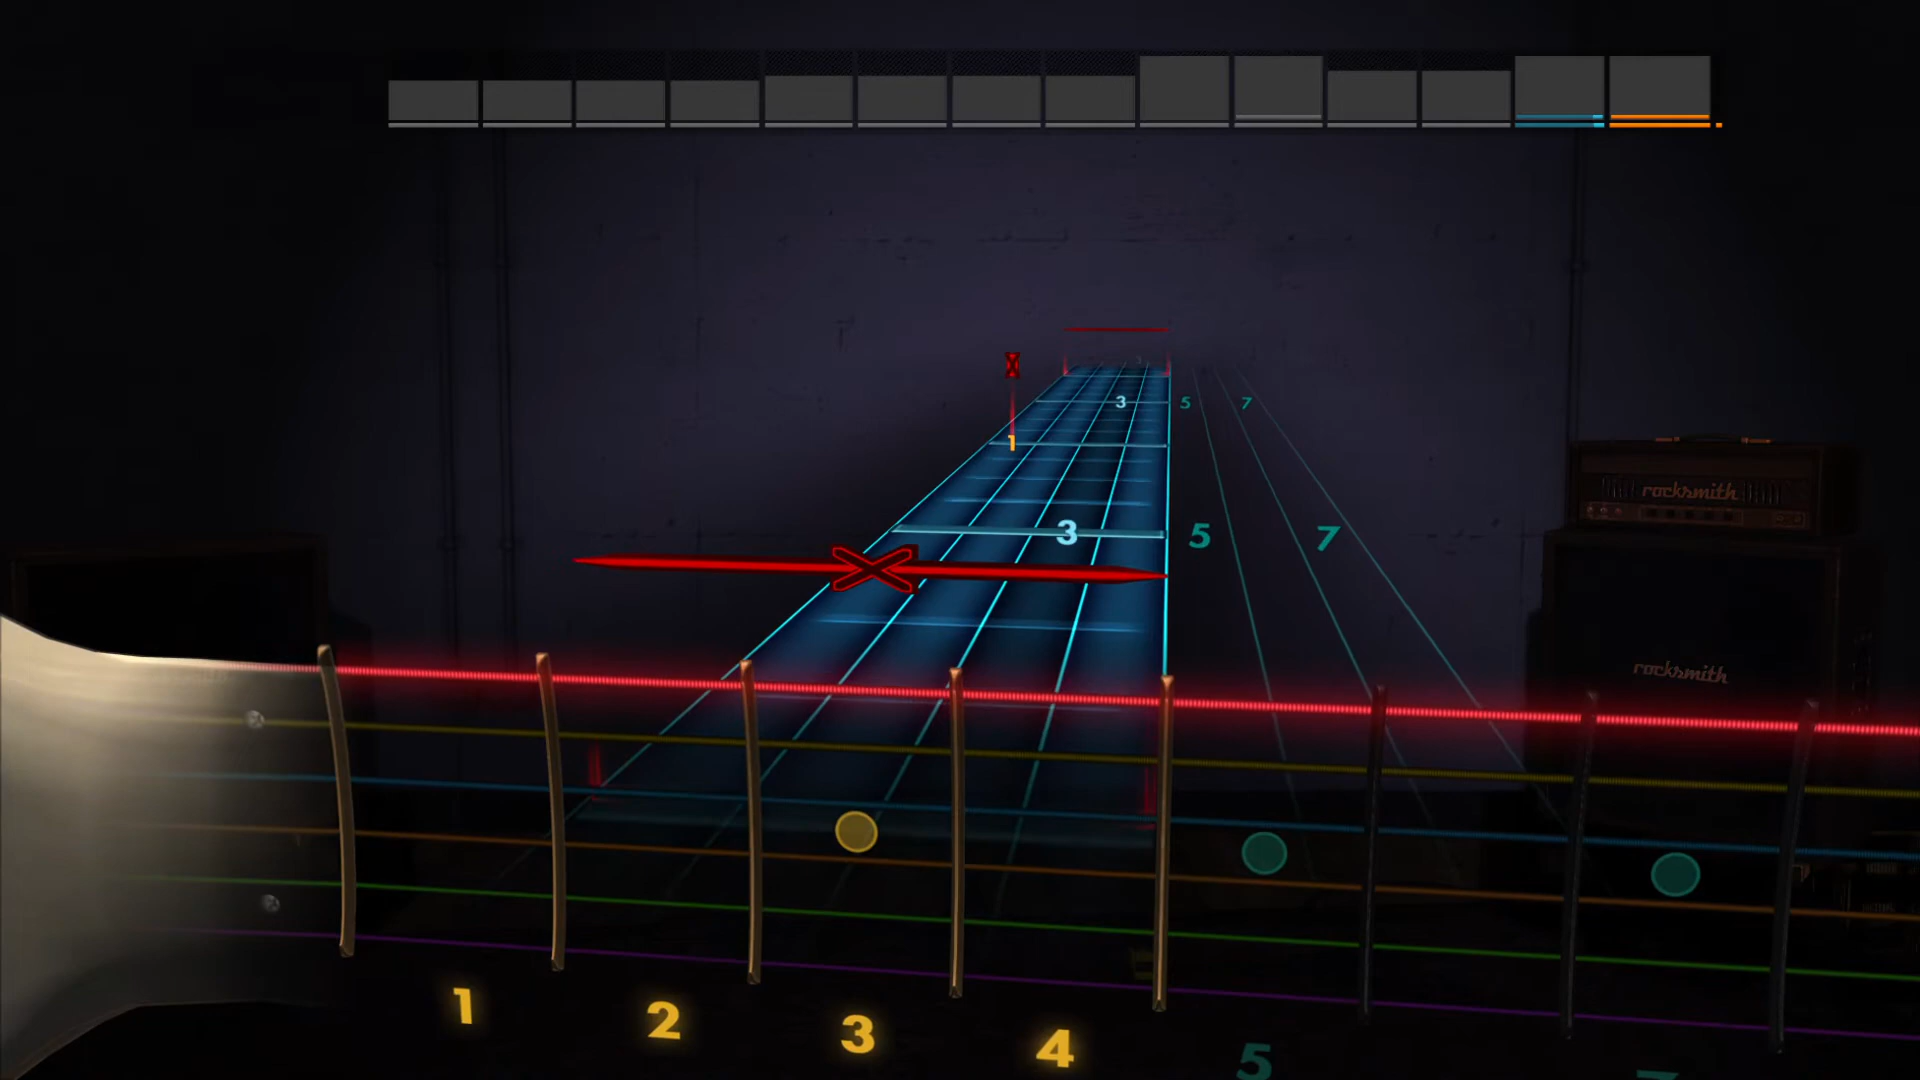 3 5 7
1
3 5 7
rocksmith
rocksmith
1 2 3 4 5